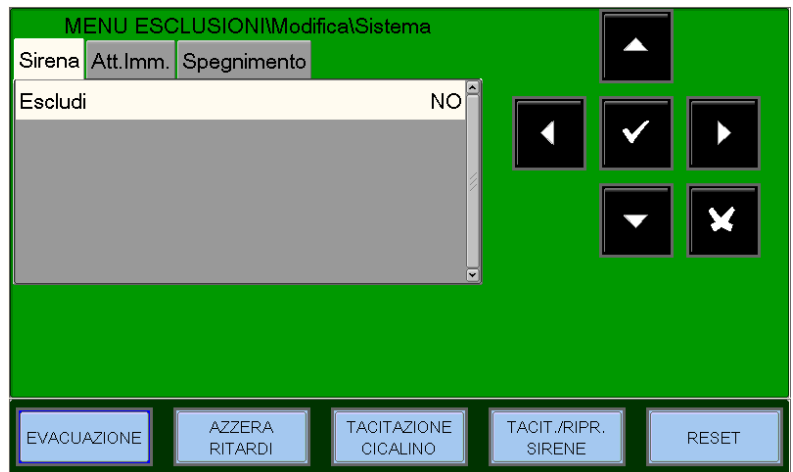 MENU ESCLUSIONI\Modifica\Sistema
Sirena Att.Imm. Spegnimento
Escludi NO
EVACUAZIONE
AZZERA
RITARDI
TACITAZIONE
CICALINO
TACIT./RIPR.
SIRENE
RESET